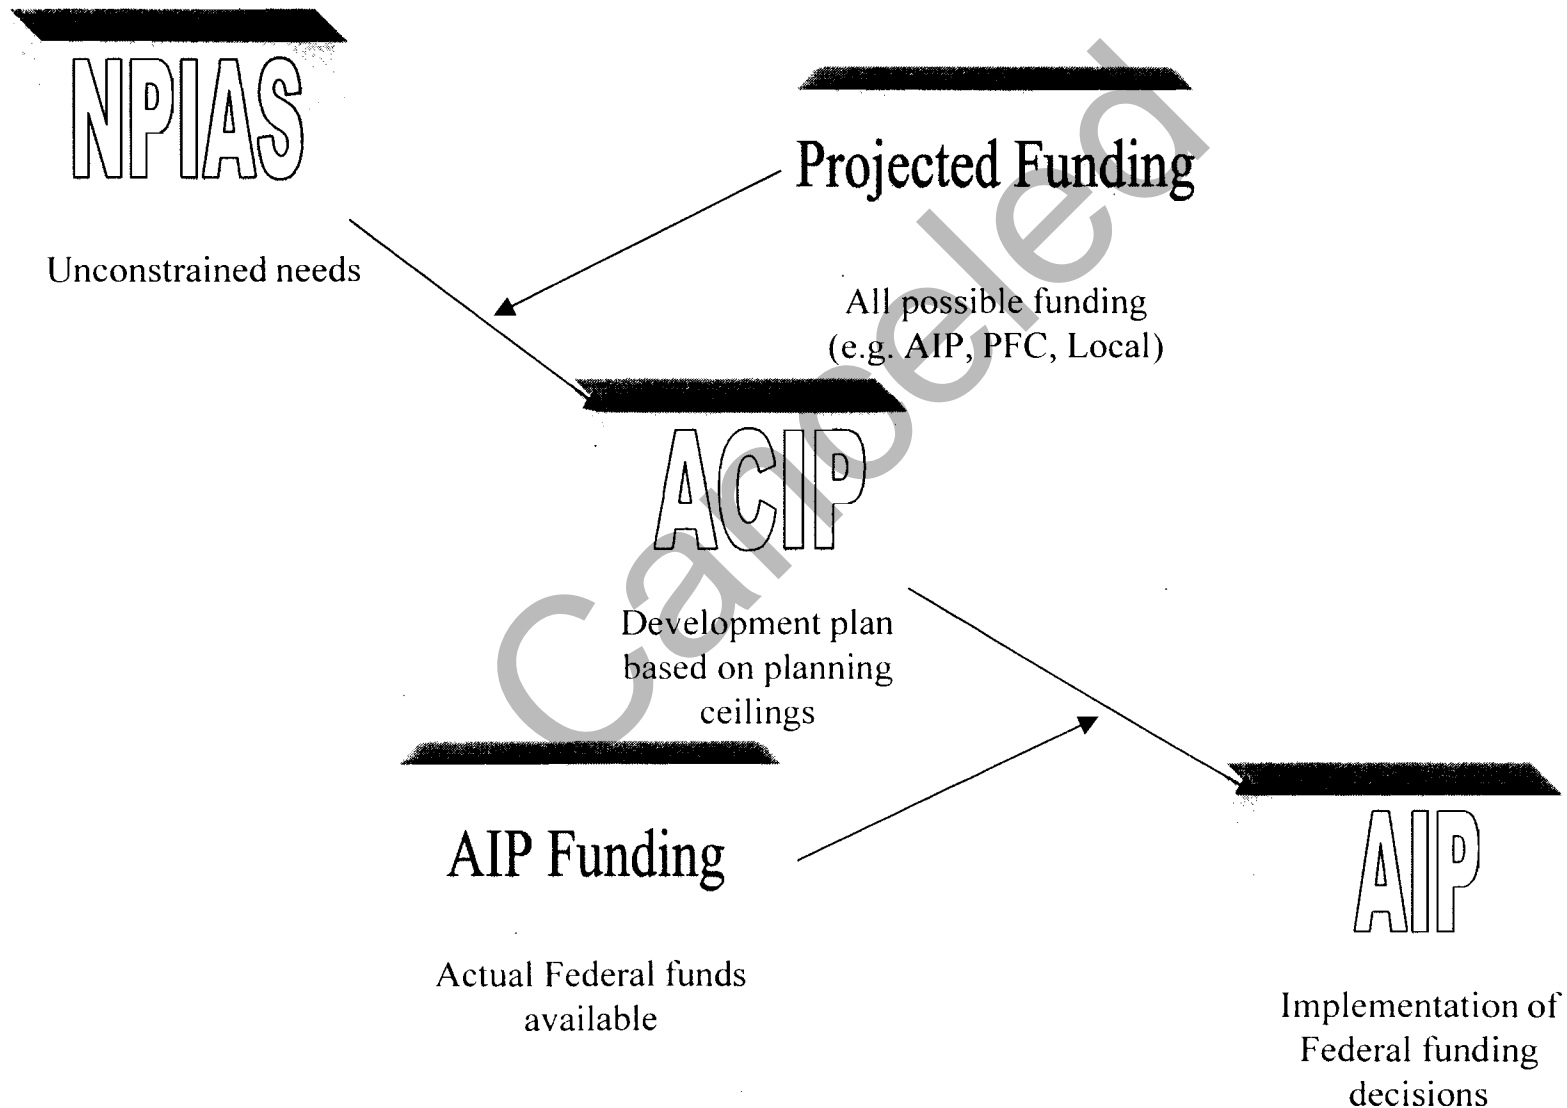 NPIAS
Unconstrained needs
Projected Funding
All possible funding
(e.g. AIP, PFC, Local)
ACIP
Development plan
based on planning
ceilings
AIP Funding
Actual Federal funds
available
AIP
Implementation of
Federal funding
decisions
Canceled